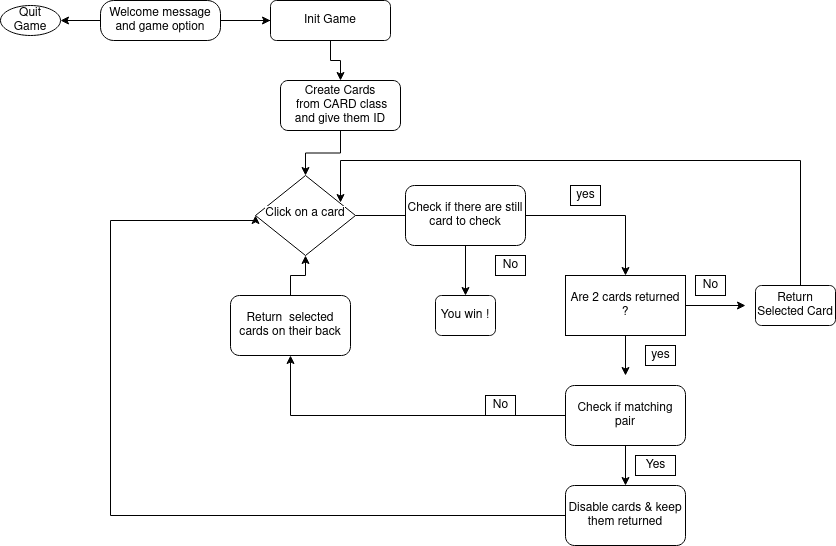 Quit
Game
Welcome message
and game option
Init Game
Create Cards
from CARD class
and give them ID
Click on a card
Check if there are still
card to check
yes
No
You win !
Are 2 cards returned
?
No
Return
Selected Card
Return  selected
cards on their back
yes
No
Check if matching
pair
Yes
Disable cards & keep
them returned